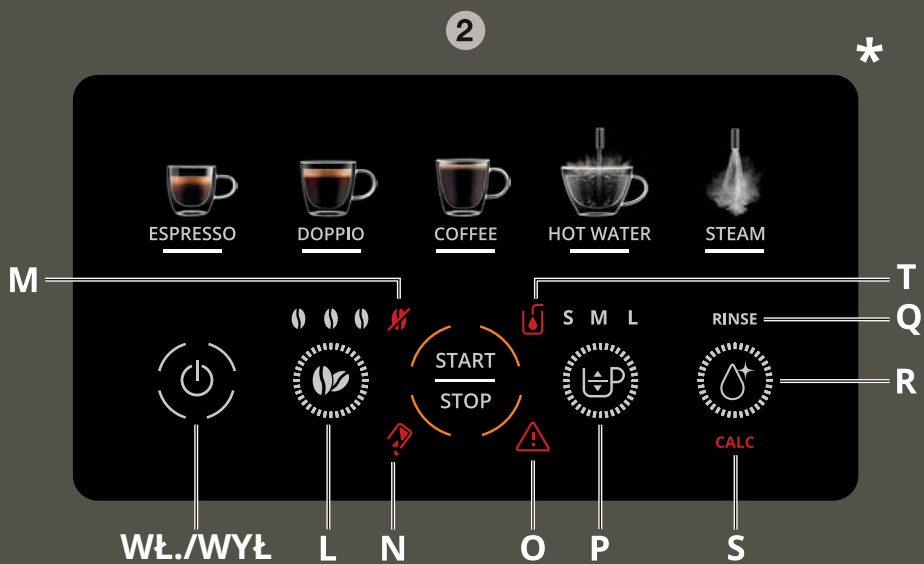 2
*
ESPRESSO DOPPIO COFFEE HOT WATER STEAM
M T
S M L RINSE Q
START
STOP
R
CALC
WŁ./WYŁ L N O P S